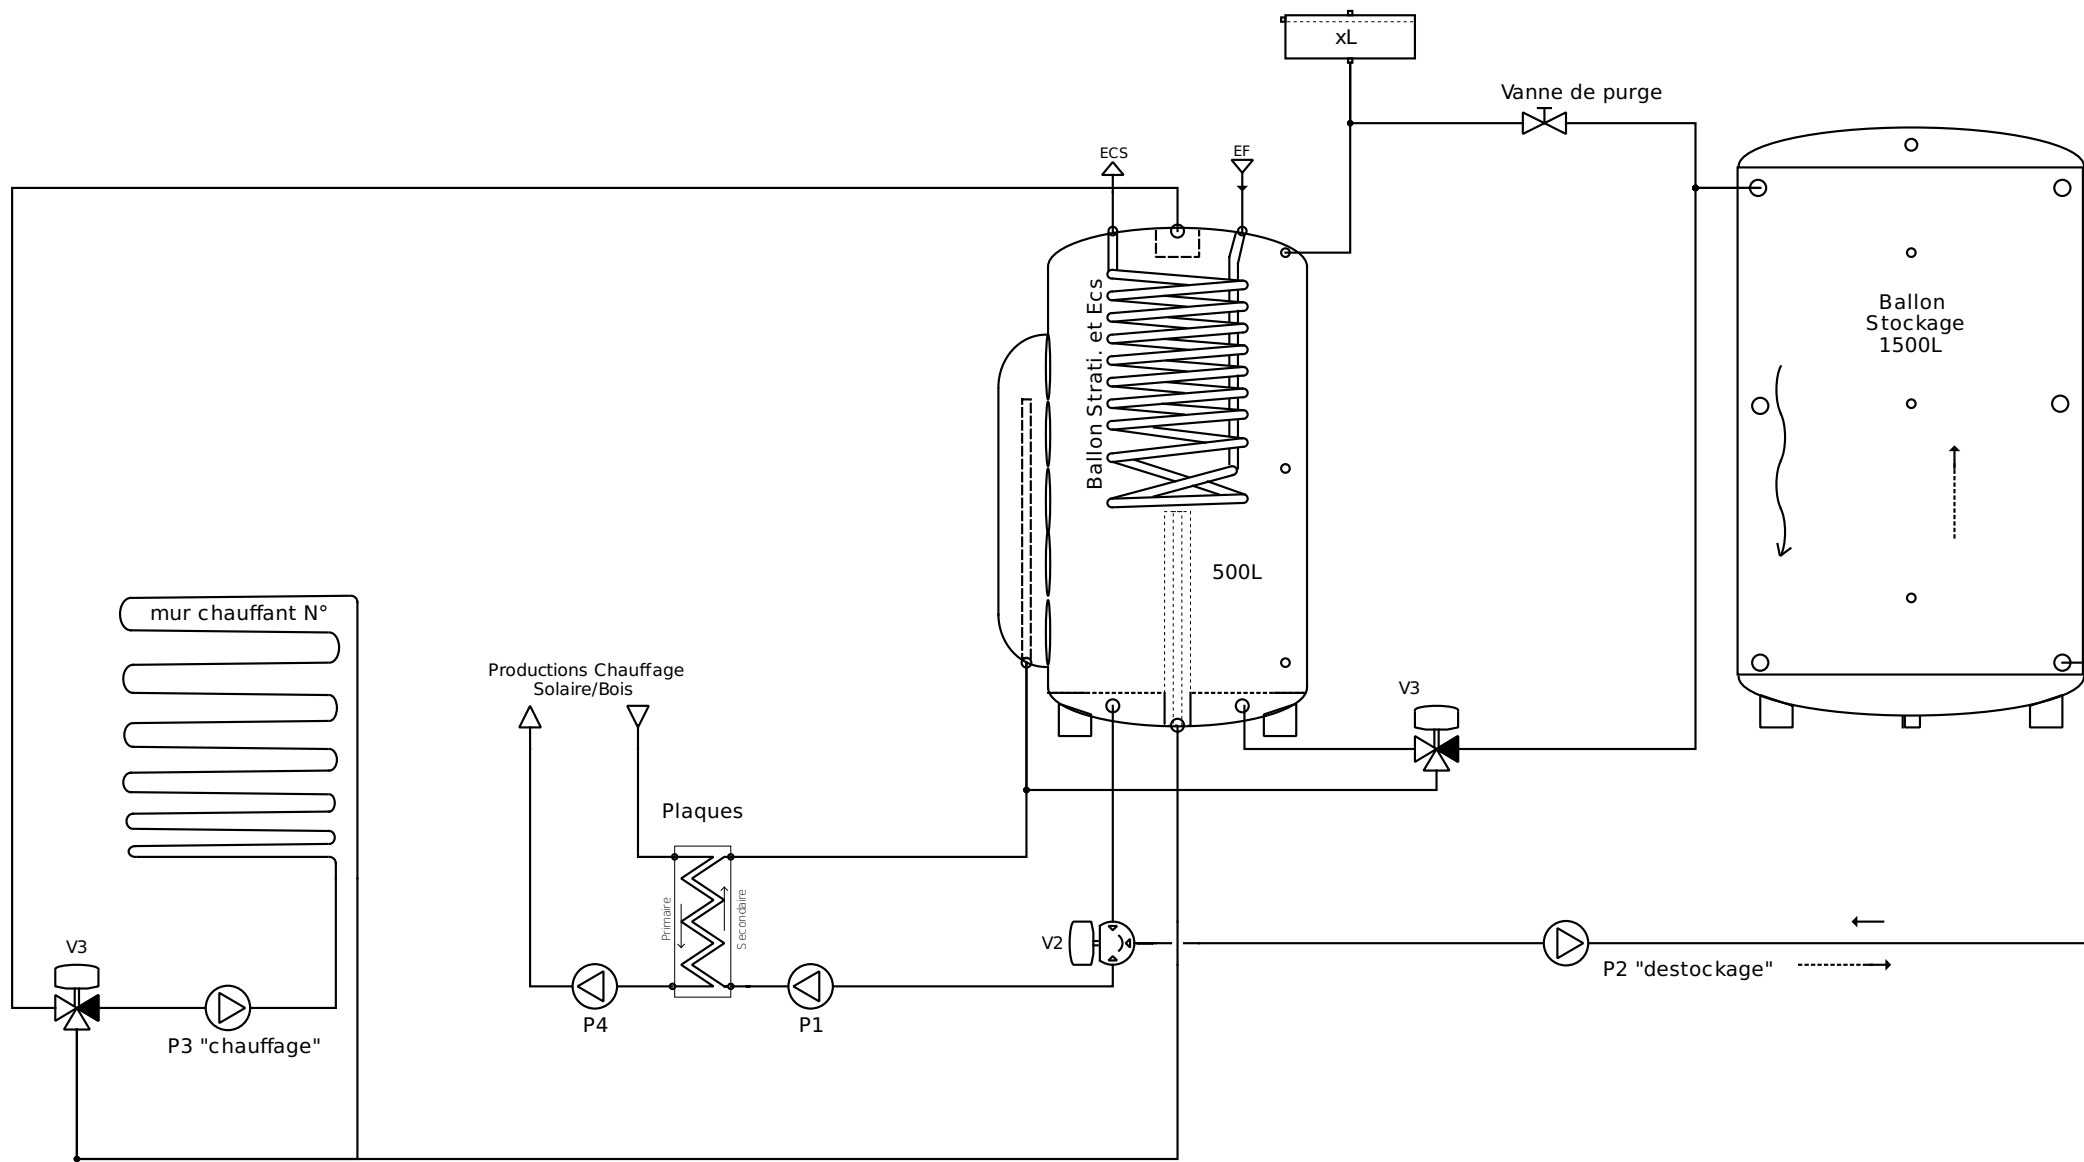 xL
Vanne de purge
ECS
EF
Ballon Strati. et Ecs
Ballon
Stockage
1500L
500L
mur chauffant N°
Productions Chauffage
Solaire/Bois
V3
Plaques
Primaire
Secondaire
V3
V2
P2 "destockage"
P4
P1
P3 "chauffage"